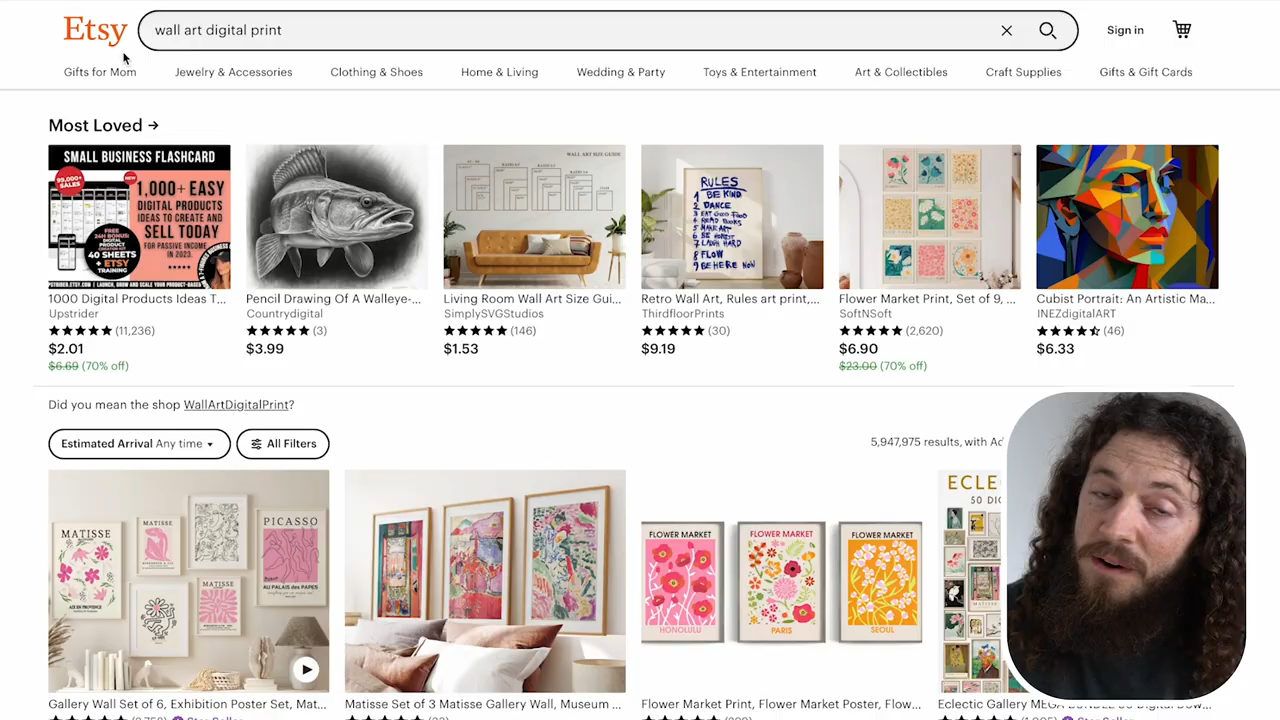 Etsy
wall art digital print
Sign in
Gifts for Mom
Jewelry & Accessories
Clothing & Shoes
Home & Living
Wedding & Party
Toys & Entertainment
Art & Collectibles
Craft Supplies
Gifts & Gift Cards
Most Loved →
SMALL BUSINESS FLASHCARD
99,000+
SALES
NEW
1,000+ EASY
DIGITAL PRODUCTS
IDEAS TO CREATE AND
SELL TODAY
FOR PASSIVE INCOME
IN 2023.
40 SHEETS
+ ETSY
TRAINING
WALL ART SIZE GUIDE
RULES
1 BE KIND
2 DANCE
3 EAT GOOD FOOD
4 READ BOOKS
5 MAKE ART
6 BE HONEST
7 LAUGH HARD
8 FLOW
9 BE HERE NOW
1000 Digital Products Ideas T...
Upstrider
(11,236)
$2.01
$6.69 (70% off)
Pencil Drawing Of A Walleye-...
Countrydigital
(3)
$3.99
Living Room Wall Art Size Gui...
SimplySVGStudios
(146)
$1.53
Retro Wall Art, Rules art print,...
ThirdfloorPrints
(30)
$9.19
Flower Market Print, Set of 9, ...
SoftNSoft
(2,620)
$6.90
$23.00 (70% off)
Cubist Portrait: An Artistic Ma...
INEZdigitalART
(46)
$6.33
Did you mean the shop WallArtDigitalPrint?
Estimated Arrival Any time
All Filters
5,947,975 results, with Ad
MATISSE
MATISSE
PICASSO
MATISSE
AU PALAIS des PAPES
FLOWER MARKET
HONOLULU
FLOWER MARKET
PARIS
FLOWER MARKET
SEOUL
ECLE
50 DI
Gallery Wall Set of 6, Exhibition Poster Set, Mat...
Matisse Set of 3 Matisse Gallery Wall, Museum ...
Flower Market Print, Flower Market Poster, Flow...
Eclectic Gallery MEGA BUNDLE 50 Digital Dow...